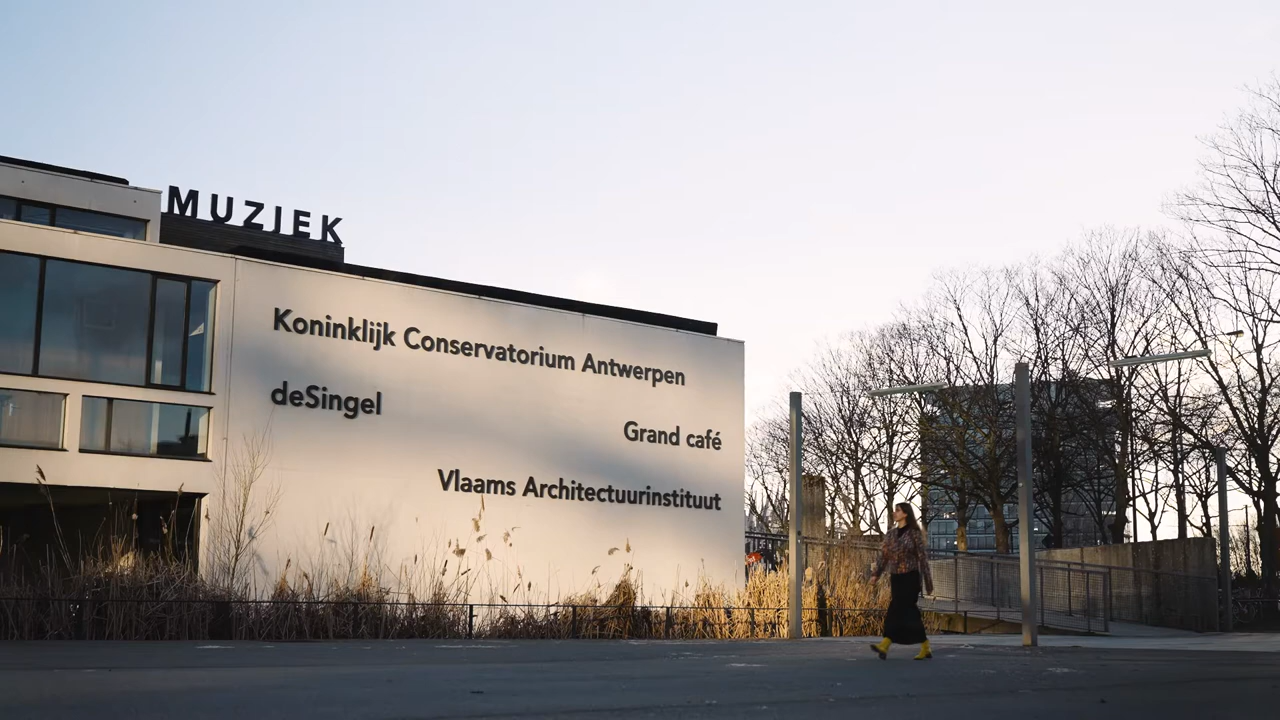 MUZIEK
Koninklijk Conservatorium Antwerpen
deSingel
Grand café
Vlaams Architectuurinstituut